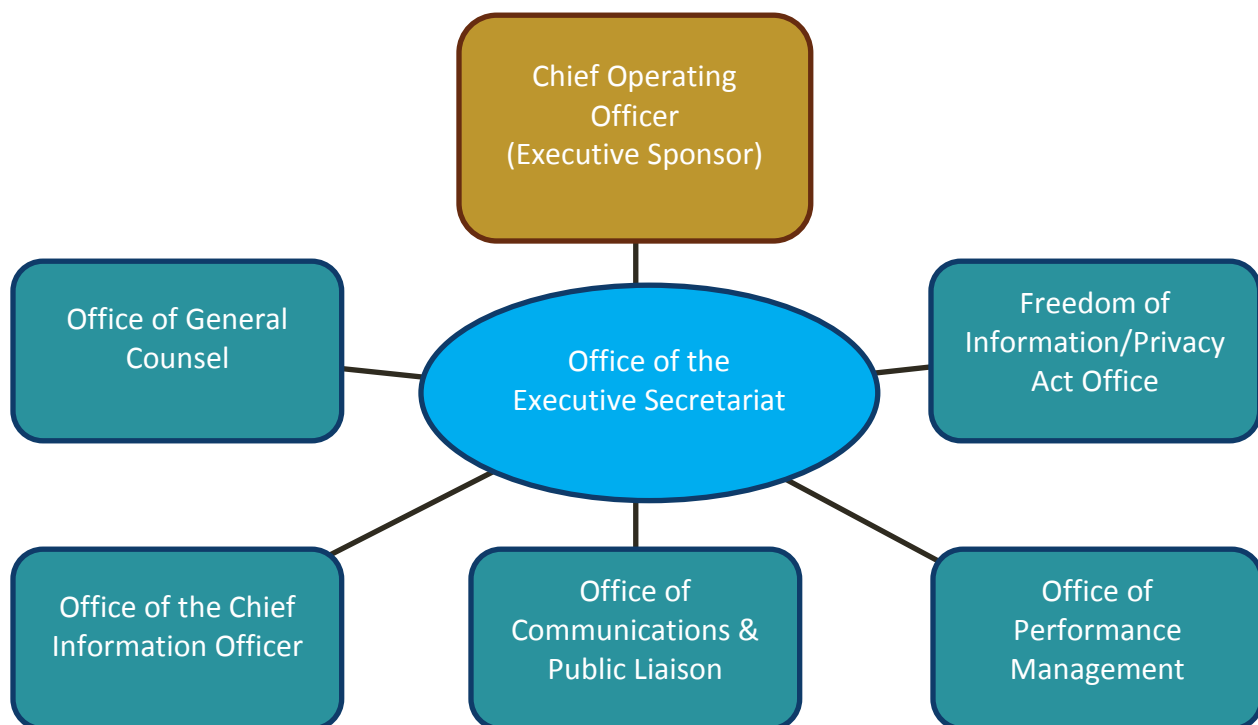 Chief Operating
Officer
(Executive Sponsor)
Office of General
Counsel
Office of the
Executive Secretariat
Freedom of
Information/Privacy
Act Office
Office of the Chief
Information Officer
Office of
Communications &
Public Liaison
Office of
Performance
Management